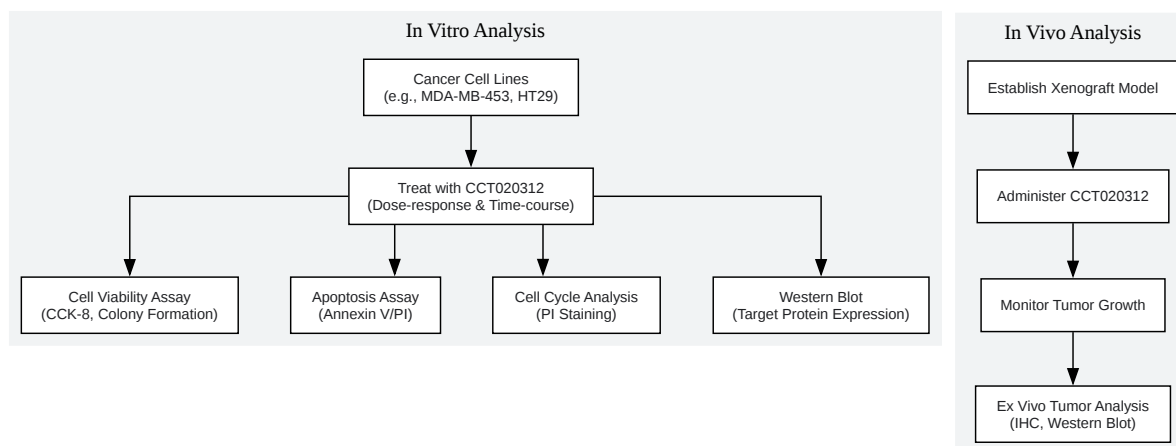 In Vitro Analysis
Cancer Cell Lines
(e.g., MDA-MB-453, HT29)
Treat with CCT020312
(Dose-response & Time-course)
Cell Viability Assay
(CCK-8, Colony Formation)
Apoptosis Assay
(Annexin V/PI)
Cell Cycle Analysis
(PI Staining)
Western Blot
(Target Protein Expression)
In Vivo Analysis
Establish Xenograft Model
Administer CCT020312
Monitor Tumor Growth
Ex Vivo Tumor Analysis
(IHC, Western Blot)